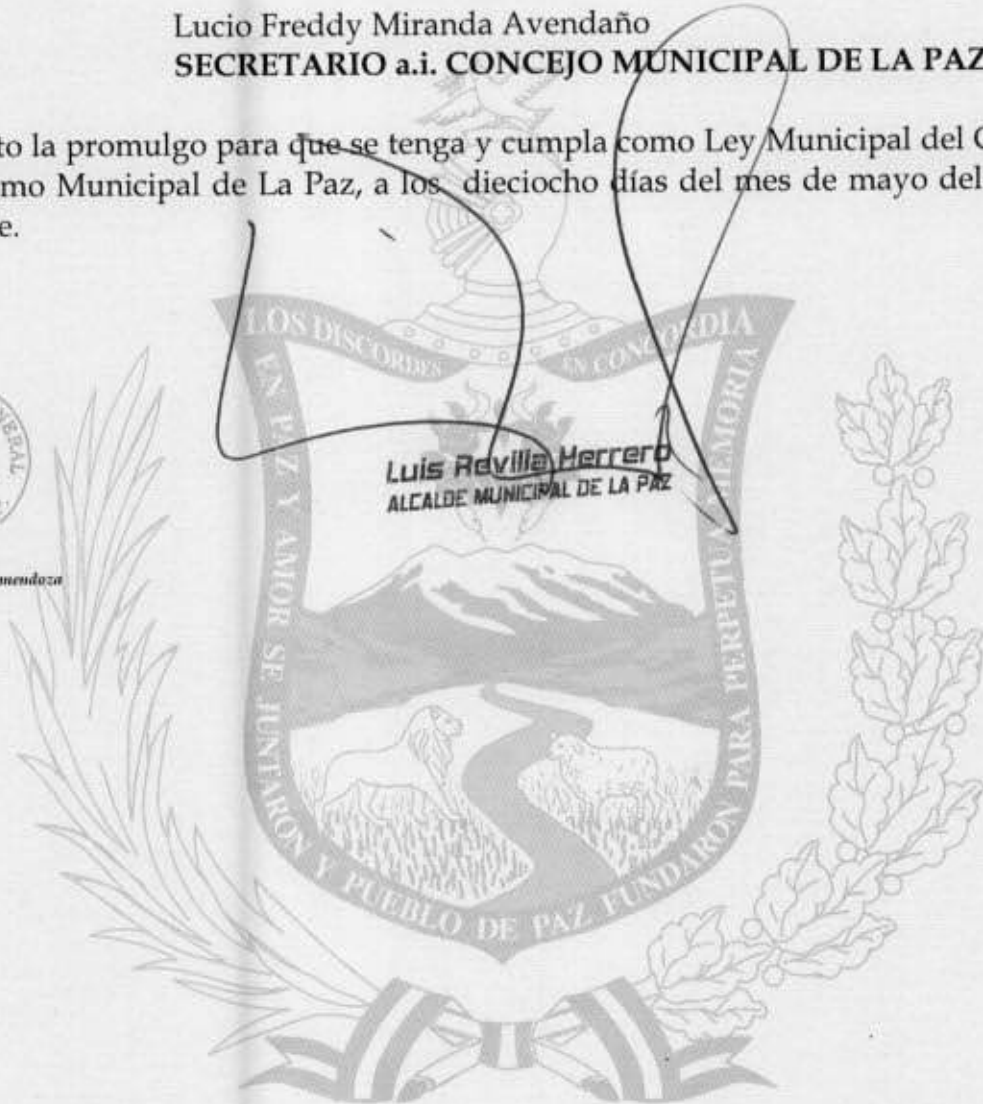 Lucio Freddy Miranda Avendaño
SECRETARIO a.i. CONCEJO MUNICIPAL DE LA PAZ
to la promulgo para que se tenga y cumpla como Ley Municipal del
mo Municipal de La Paz, a los dieciocho días del mes de mayo del
e.
LOS DISCORDES EN CONCORDIA
EN PAZ Y AMOR SE JUNTARON Y PUEBLO DE PAZ FUNDARON PARA PERPETUA MEMORIA
NERAL
Luis Revilla Herrero
ALCALDE MUNICIPAL DE LA PAZ
mendoza